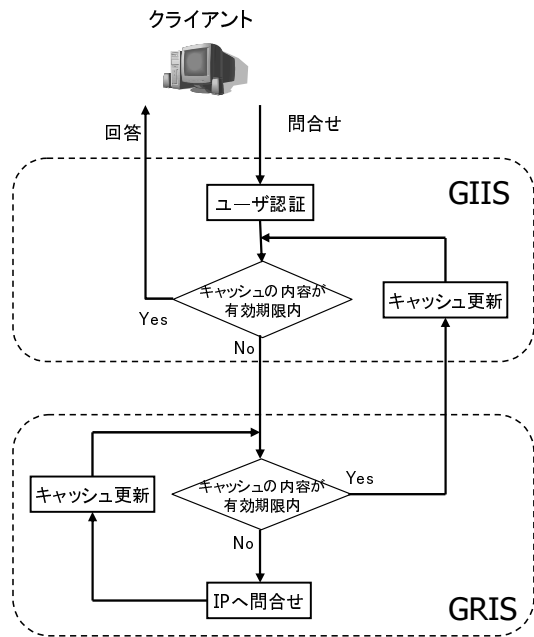 クライアント
回答
問合せ
GIIS
ユーザ認証
キャッシュの内容が
有効期限内
キャッシュ更新
Yes
No
キャッシュ更新
キャッシュの内容が
有効期限内
Yes
No
IPへ問合せ
GRIS